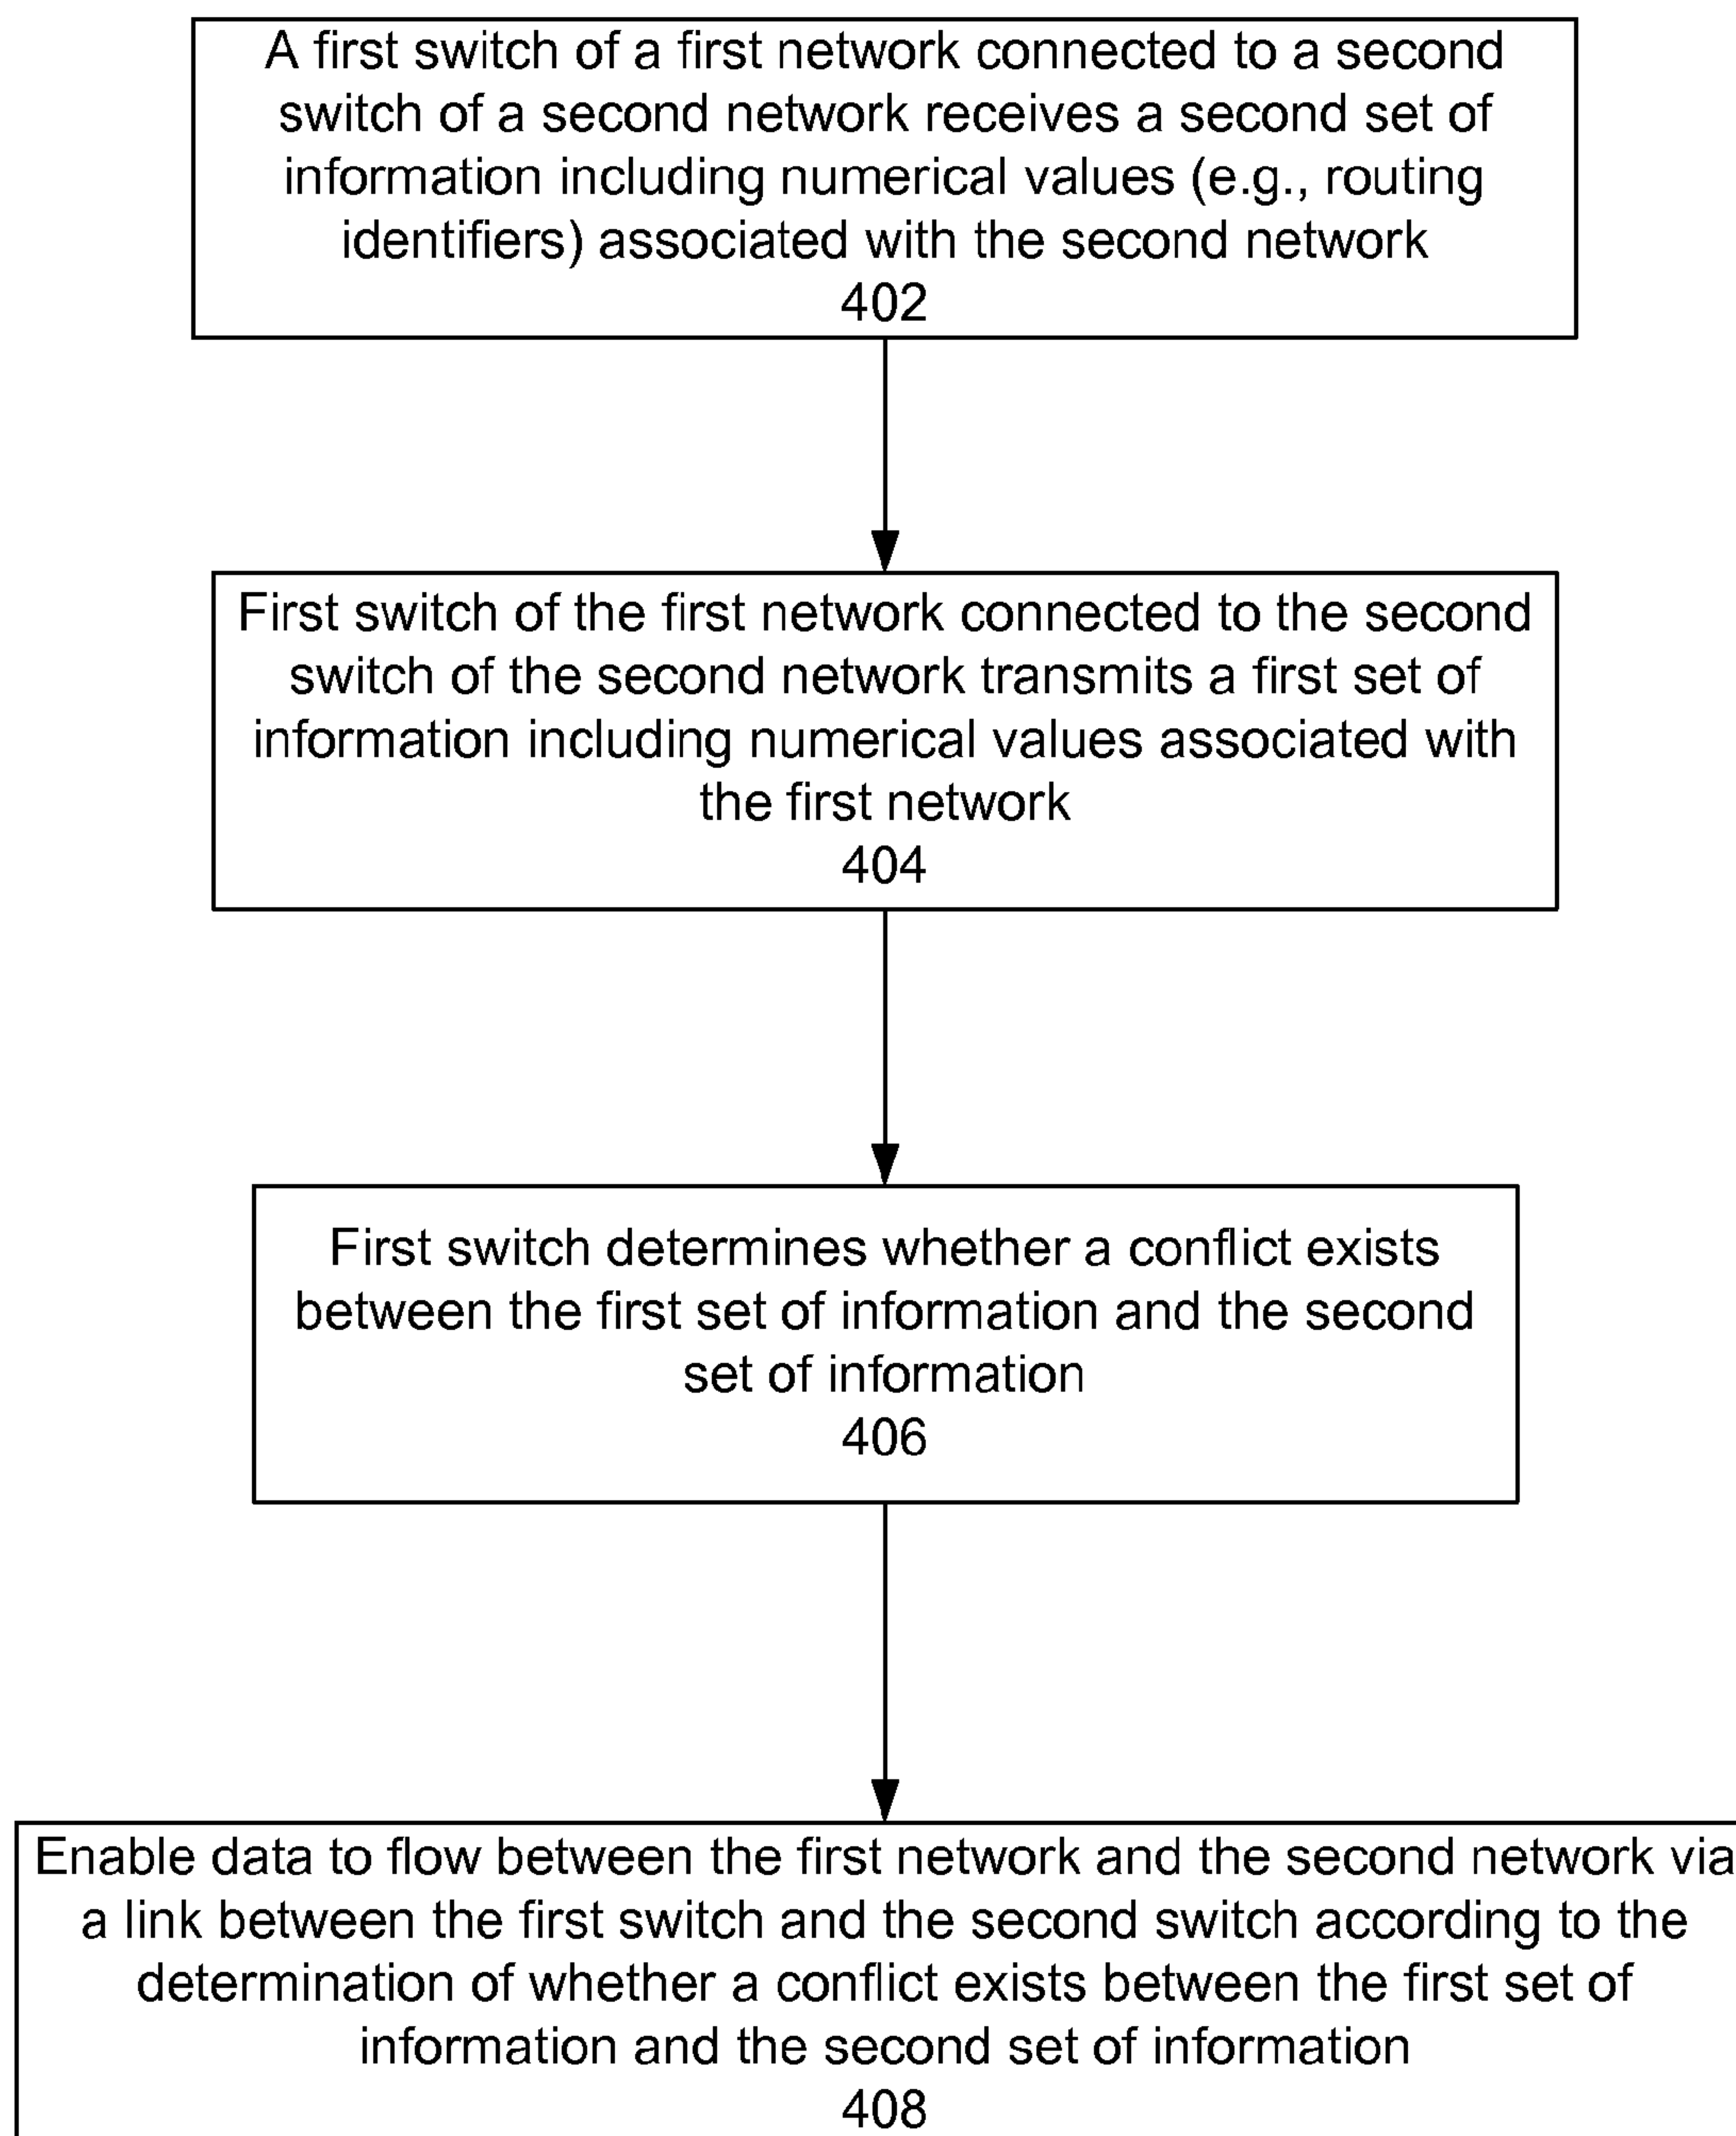 A first switch of a first network connected to a second
switch of a second network receives a second set of
information including numerical values (e.g., routing
identifiers) associated with the second network
402
First switch of the first network connected to the second
switch of the second network transmits a first set of
information including numerical values associated with
the first network
404
First switch determines whether a conflict exists
between the first set of information and the second
set of information
406
Enable data to flow between the first network and the second network via
a link between the first switch and the second switch according to the
determination of whether a conflict exists between the first set of
information and the second set of information
408